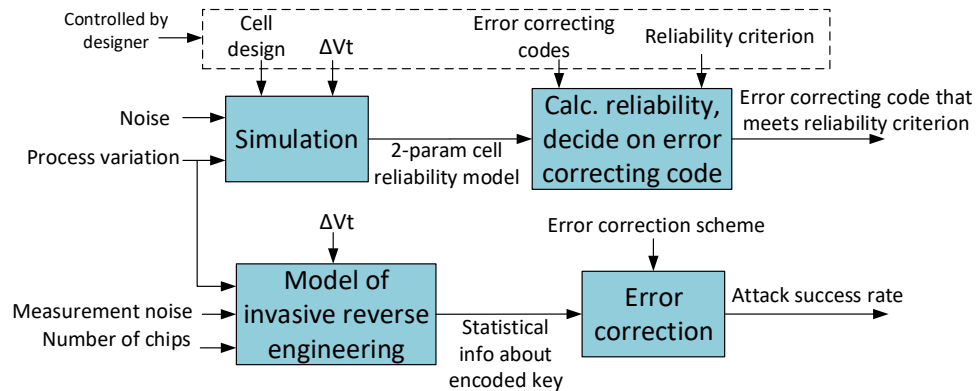 Controlled by
designer
Cell
design
ΔVt
Error correcting
codes
Reliability criterion
Noise
Process variation
Simulation
2-param cell
reliability model
Calc. reliability,
decide on error
correcting code
Error correcting code that
meets reliability criterion
ΔVt
Error correction scheme
Measurement noise
Number of chips
Model of
invasive reverse
engineering
Statistical
info about
encoded key
Error
correction
Attack success rate